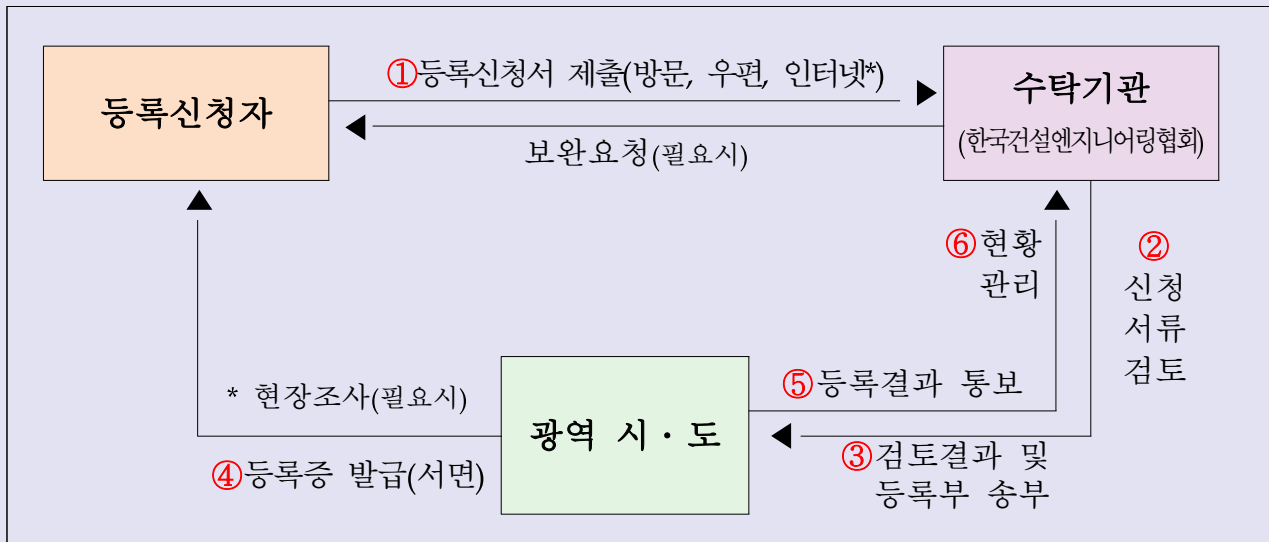 등록신청자
①등록신청서 제출(방문, 우편, 인터넷*)
보완요청(필요시)
수탁기관
(한국건설엔지니어링협회)
⑥현황
관리
②
신청
서류
검토
* 현장조사(필요시)
④등록증 발급(서면)
광역 시·도
⑤등록결과 통보
③검토결과 및
등록부 송부